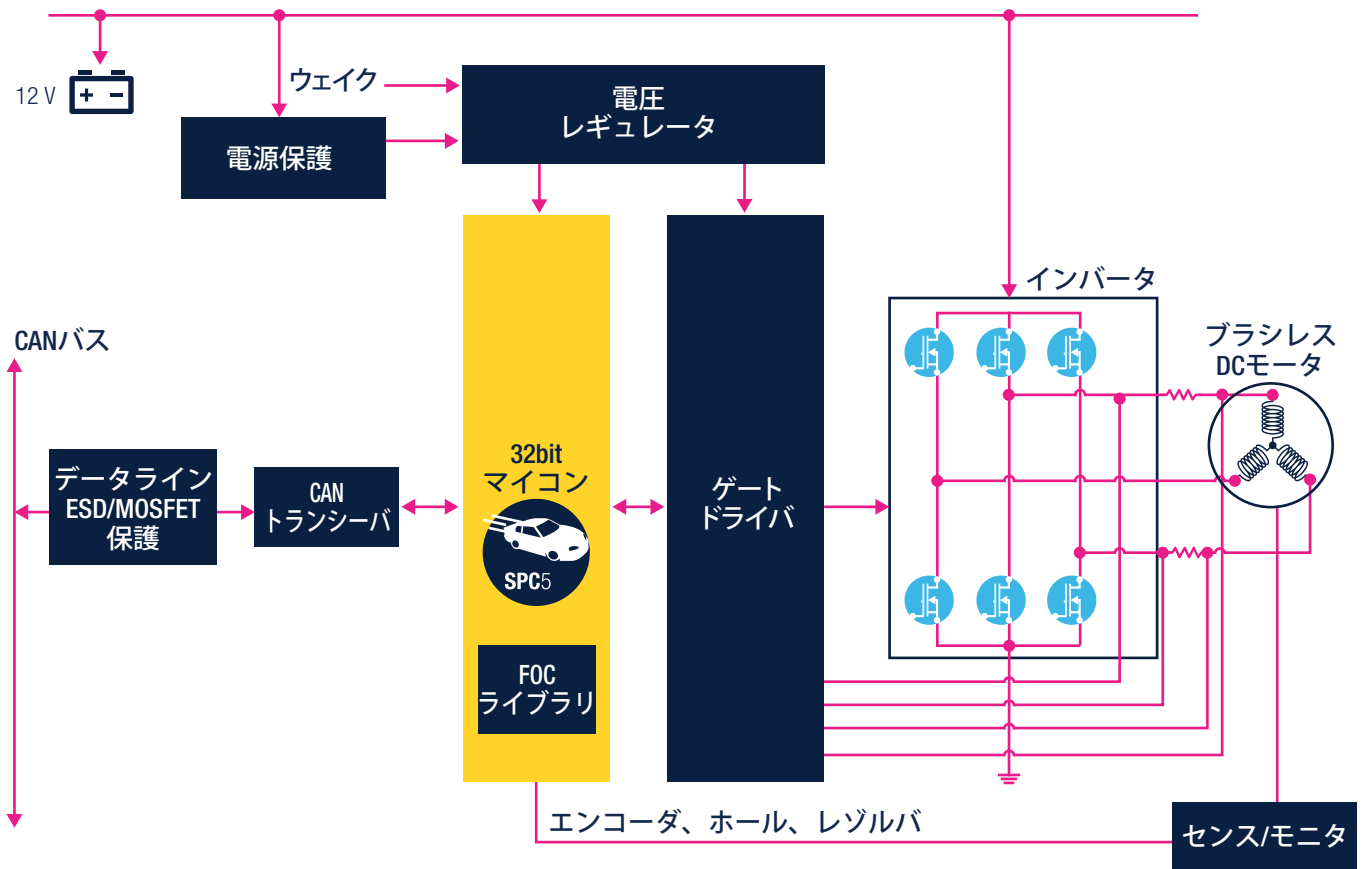 12 V
+ -
ウェイク
電源保護
電圧
レギュレータ
インバータ
ブラシレス
DCモータ
CANバス
データライン
ESD/MOSFET
保護
CAN
トランシーバ
32bit
マイコン
SPC5
FOC
ライブラリ
ゲート
ドライバ
エンコーダ、ホール、レゾルバ
センス/モニタ